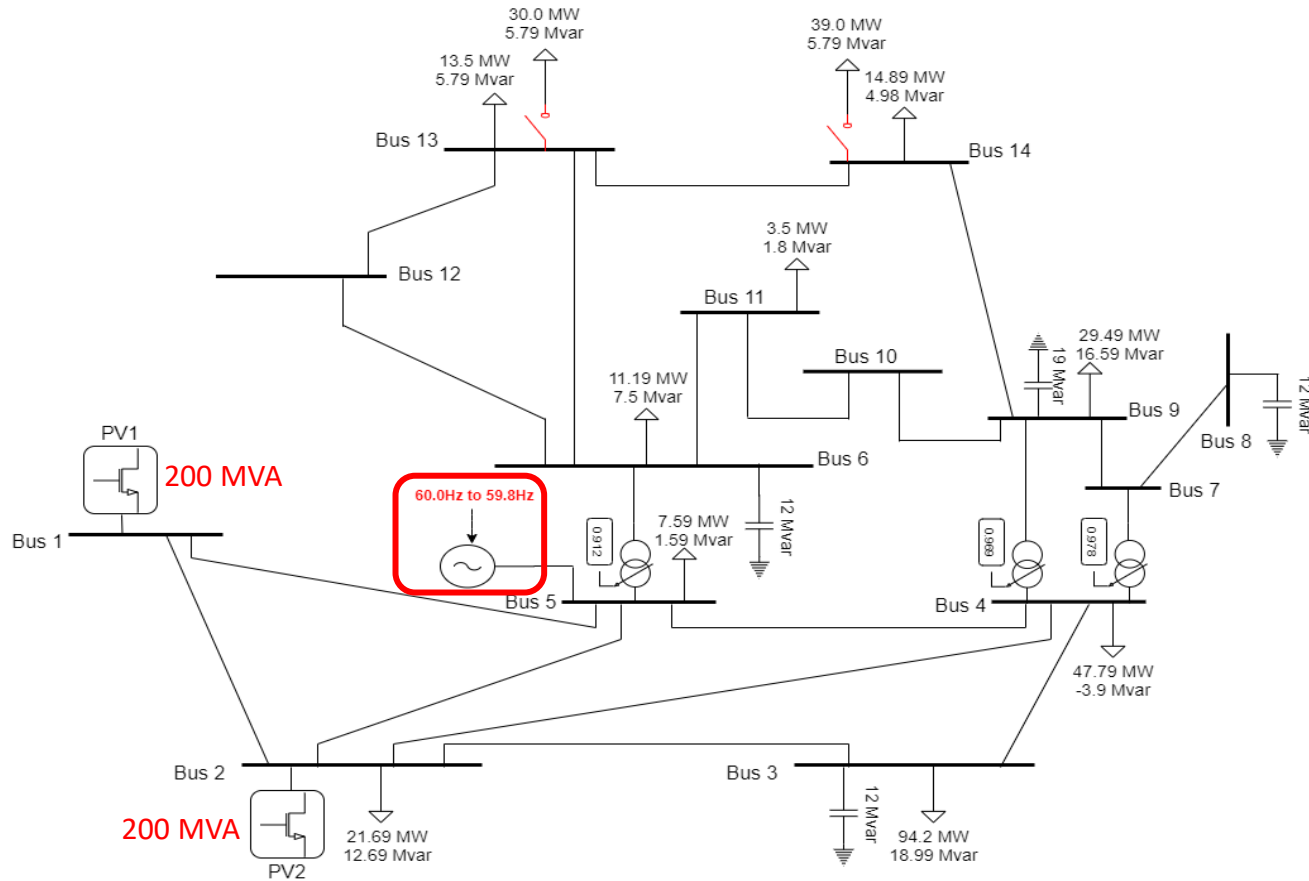 30.0 MW
5.79 Mvar
39.0 MW
5.79 Mvar
13.5 MW
5.79 Mvar
14.89 MW
4.98 Mvar
Bus 13
Bus 14
3.5 MW
1.8 Mvar
Bus 12
Bus 11
29.49 MW
16.59 Mvar
19 Mvar
Bus 10
11.19 MW
7.5 Mvar
12 Mvar
Bus 9
Bus 8
PV1
200 MVA
Bus 6
60.0Hz to 59.8Hz
Bus 7
12 Mvar
7.59 MW
1.59 Mvar
0.912
0.969
0.978
Bus 1
Bus 5
Bus 4
47.79 MW
-3.9 Mvar
Bus 2
Bus 3
12 Mvar
200 MVA
21.69 MW
12.69 Mvar
94.2 MW
18.99 Mvar
PV2